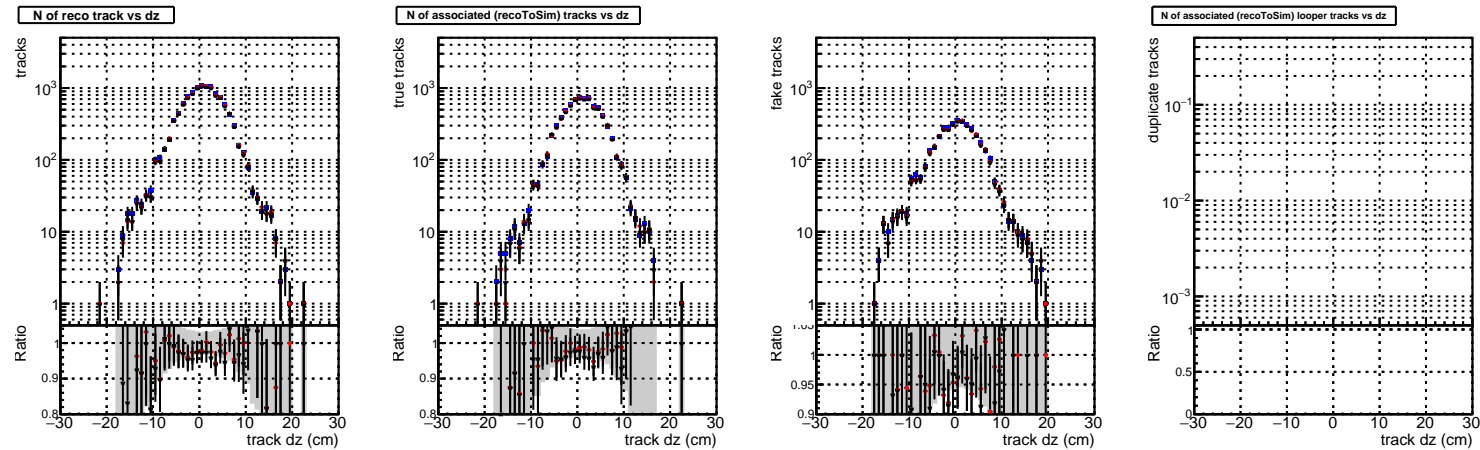 N of reco track vs dz
tracks
10³
10²
10
1
Ratio
1
0.9
0.8
−30 −20 −10 0 10 20 30
track dz (cm)
N of associated (recoToSim) tracks vs dz
true tracks
10³
10²
10
1
Ratio
1
0.9
0.8
−30 −20 −10 0 10 20 30
track dz (cm)
fake tracks
10³
10²
10
1
Ratio
1.05
1
0.95
0.9
−30 −20 −10 0 10 20 30
track dz (cm)
N of associated (recoToSim) looper tracks vs dz
duplicate tracks
10⁻¹
10⁻²
10⁻³
Ratio
1
0.5
0
−30 −20 −10 0 10 20 30
track dz (cm)